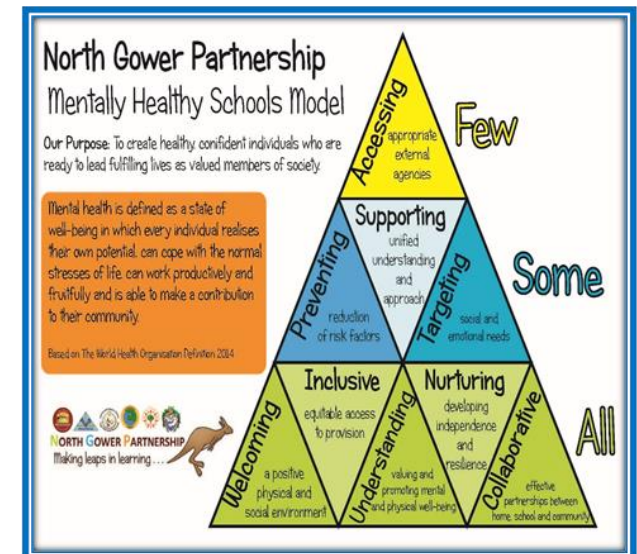 North Gower Partnership
Mentally Healthy Schools Model
Our Purpose: To create healthy, confident individuals who are
ready to lead fulfilling lives as valued members of society.
Mental health is defined as a state of
well-being in which every individual realises
their own potential, can cope with the normal
stresses of life, can work productively and
fruitfully and is able to make a contribution
to their community.
Based on The World Health Organisation Definition 2014
NORTH GOWER PARTNERSHIP
Making leaps in learning....
Accessing
appropriate
external
agencies
Few
Preventing
reduction
of risk factors
Supporting
unified
understanding
and
approach
Targeting
social and
emotional needs
Some
Welcoming
a positive
physical and
social environment
Inclusive
equitable access
to provision
Understanding
valuing and
promoting mental
and physical well-being
Nurturing
developing
independence
and
resilience
Collaborative
effective
partnerships between
home, school and community
All